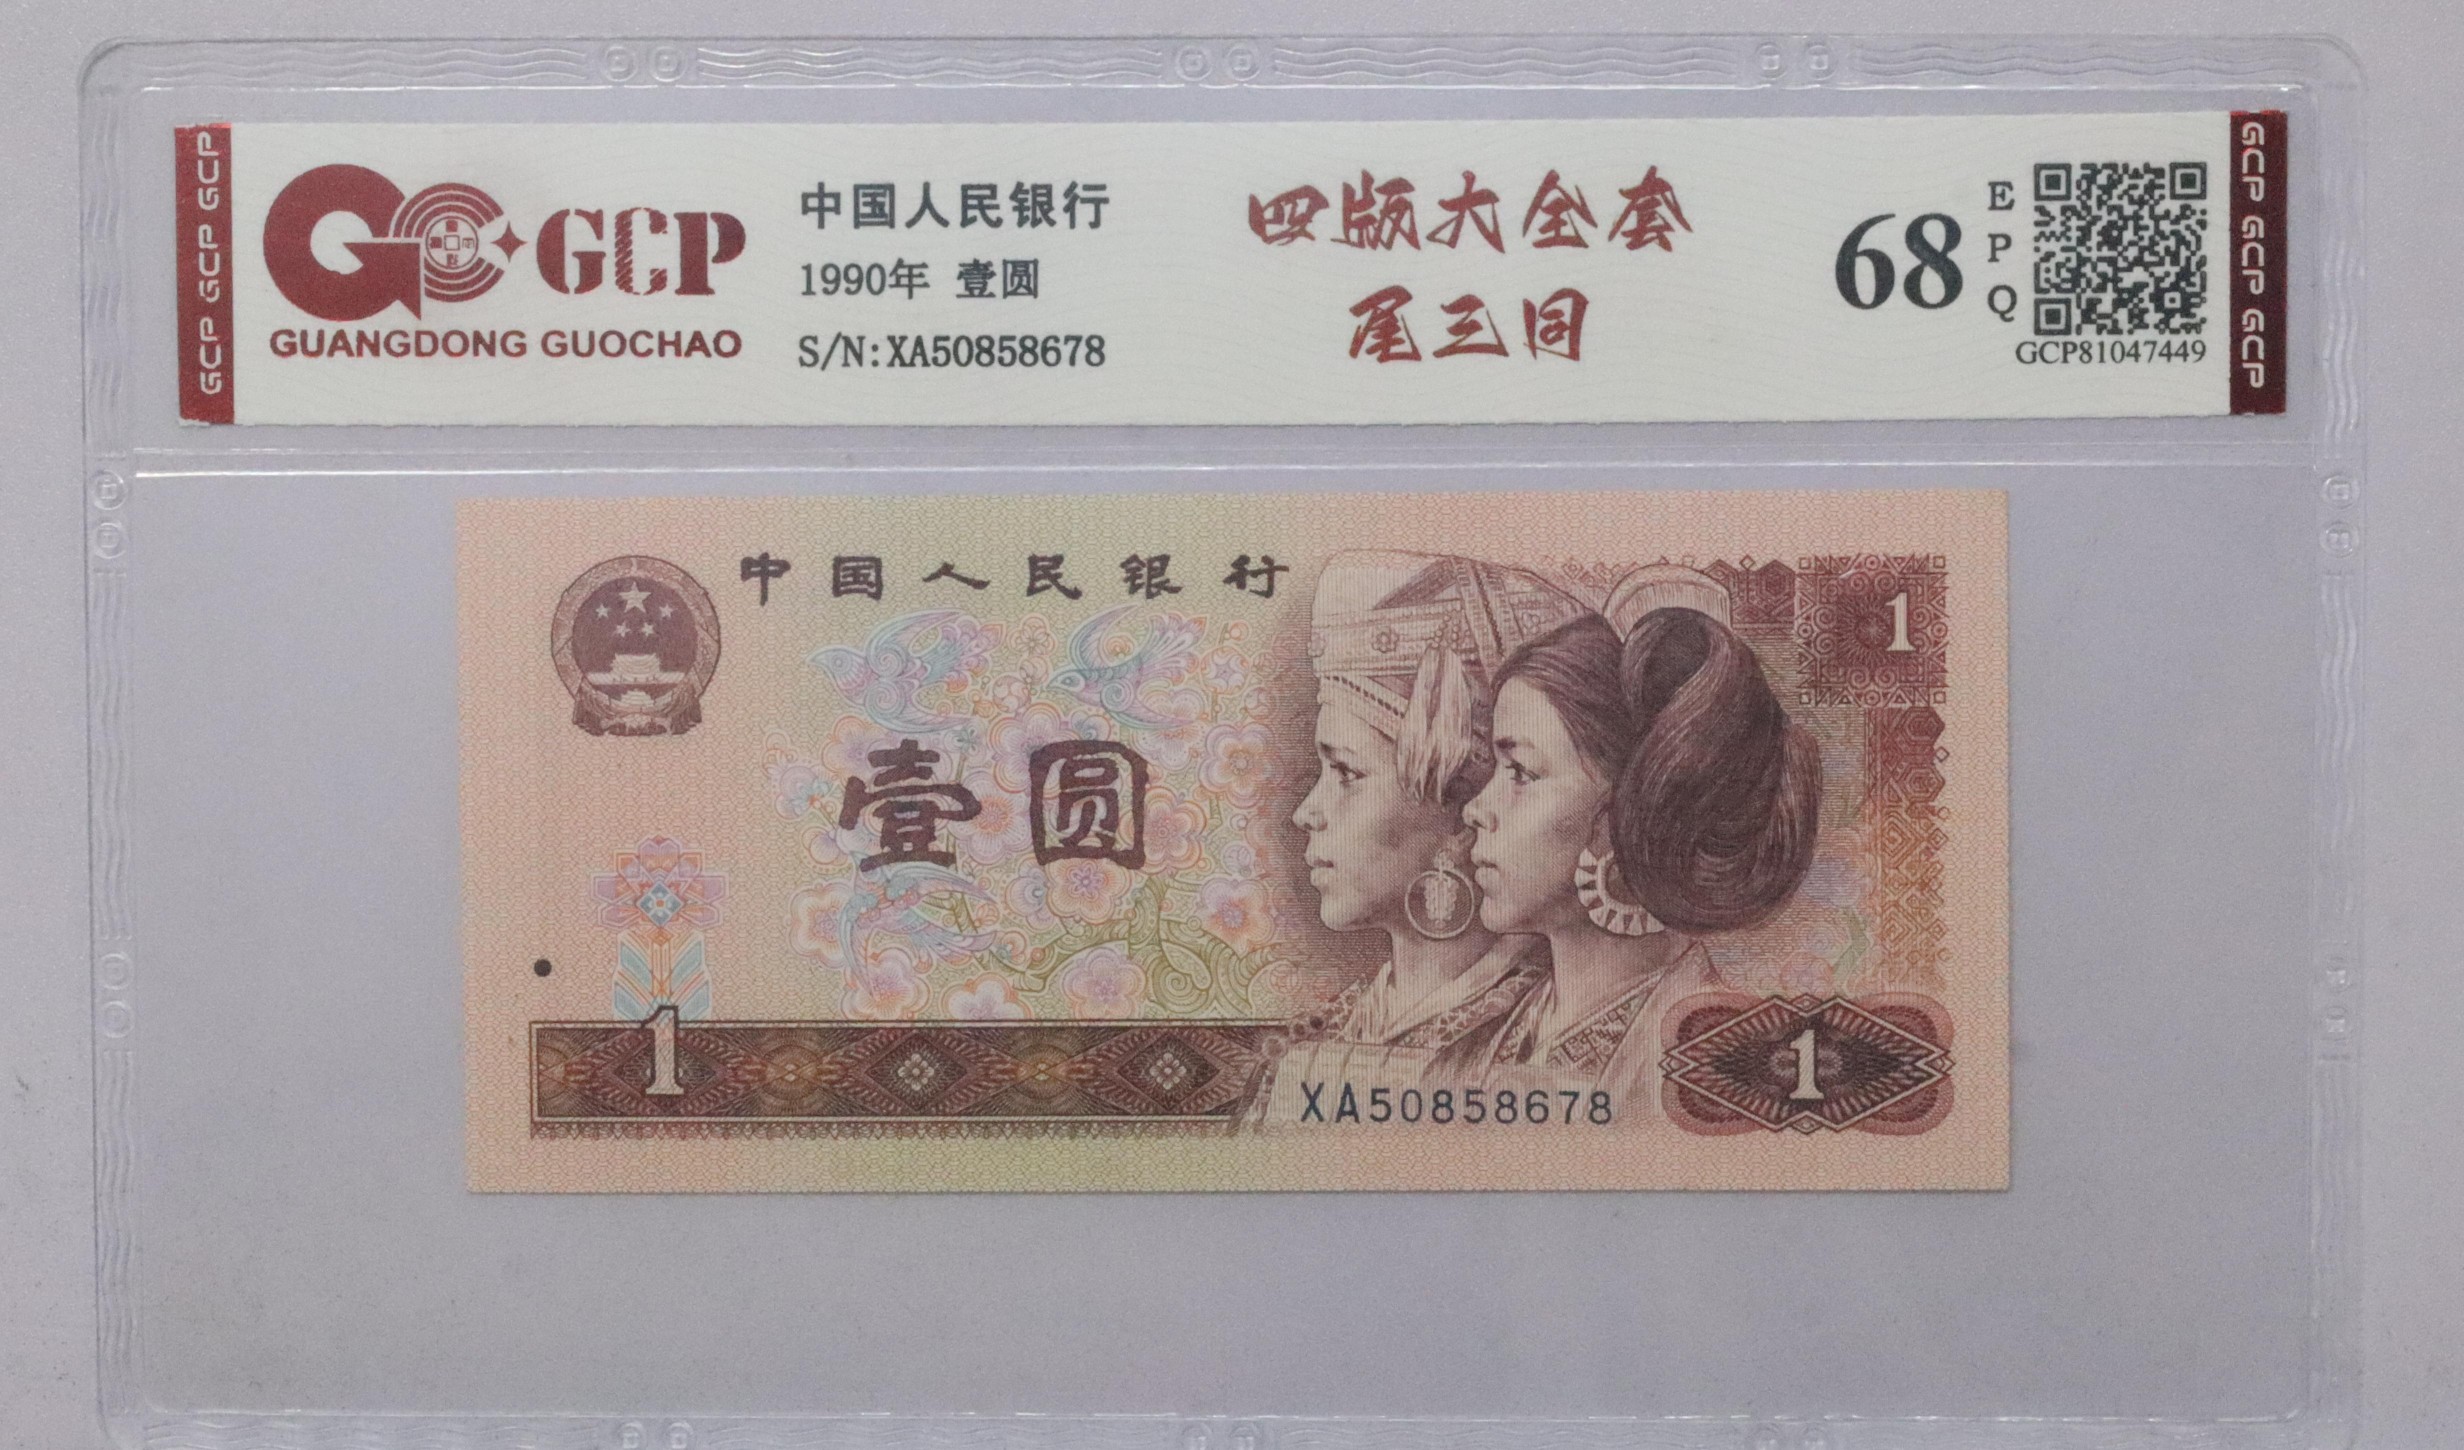 GCP GCP GCP
GCP
GUANGDONG GUOCHAO
中国人民银行
1990年 壹圆
S/N:XA50858678
四版大全套
尾三同
68
E
P
Q
GCP81047449
GCP GCP GCP
中国人民银行
1
壹圆
1
XA50858678
1